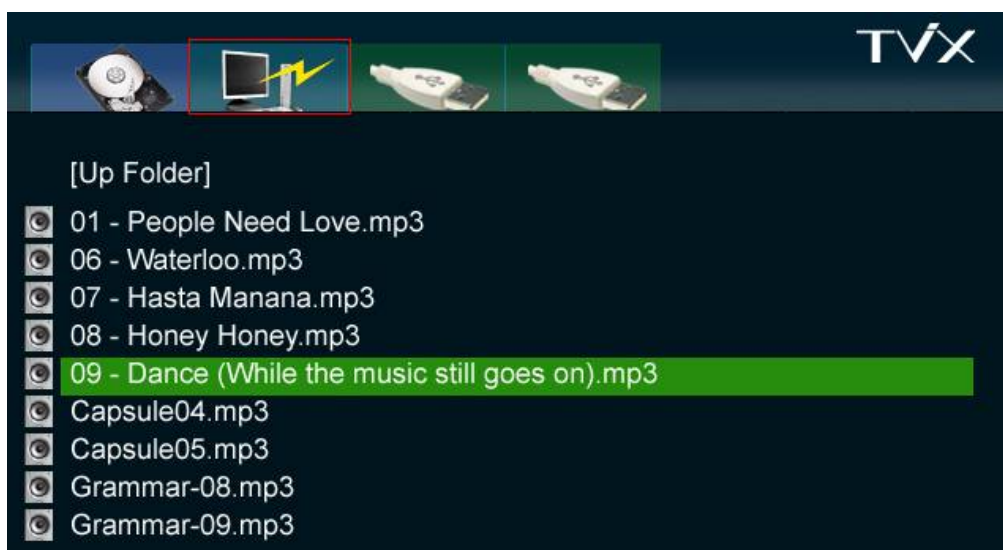 TViX
[Up Folder]
01 - People Need Love.mp3
06 - Waterloo.mp3
07 - Hasta Manana.mp3
08 - Honey Honey.mp3
09 - Dance (While the music still goes on).mp3
Capsule04.mp3
Capsule05.mp3
Grammar-08.mp3
Grammar-09.mp3